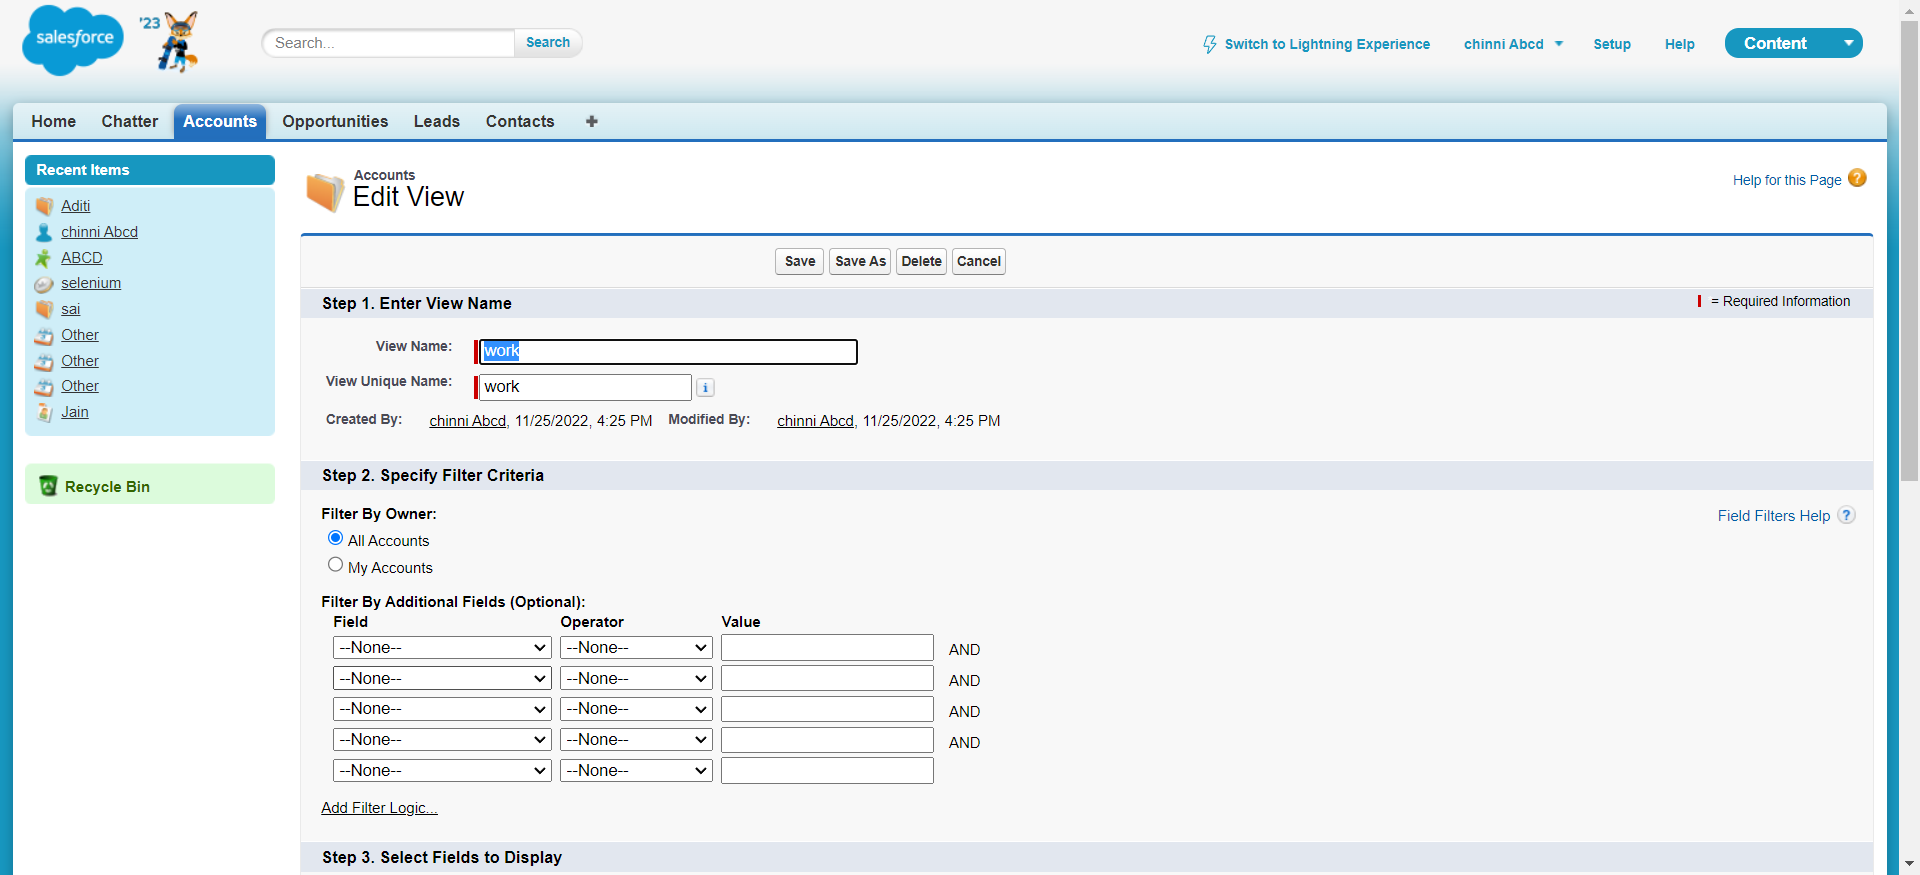 salesforce
'23
Search...
Search
Switch to Lightning Experience
chinni Abcd
Setup
Help
Content
Home
Chatter
Accounts
Opportunities
Leads
Contacts
+
Recent Items
Aditi
chinni Abcd
ABCD
selenium
sai
Other
Other
Other
Jain
Recycle Bin
Accounts
Edit View
Help for this Page ?
Save
Save As
Delete
Cancel
Step 1. Enter View Name
= Required Information
View Name: work
View Unique Name: work i
Created By: chinni Abcd, 11/25/2022, 4:25 PM Modified By: chinni Abcd, 11/25/2022, 4:25 PM
Step 2. Specify Filter Criteria
Filter By Owner:
Field Filters Help ?
All Accounts
My Accounts
Filter By Additional Fields (Optional):
Field Operator Value
--None-- --None-- AND
--None-- --None-- AND
--None-- --None-- AND
--None-- --None-- AND
--None-- --None--
Add Filter Logic...
Step 3. Select Fields to Display